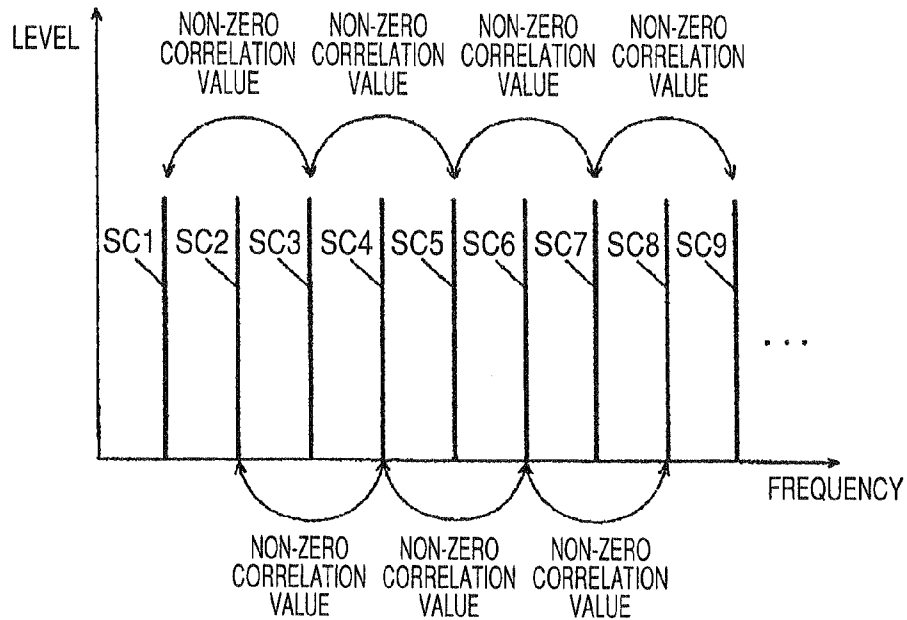 LEVEL
NON-ZERO
CORRELATION
VALUE
NON-ZERO
CORRELATION
VALUE
NON-ZERO
CORRELATION
VALUE
NON-ZERO
CORRELATION
VALUE
SC1
SC2
SC3
SC4
SC5
SC6
SC7
SC8
SC9
...
FREQUENCY
NON-ZERO
CORRELATION
VALUE
NON-ZERO
CORRELATION
VALUE
NON-ZERO
CORRELATION
VALUE